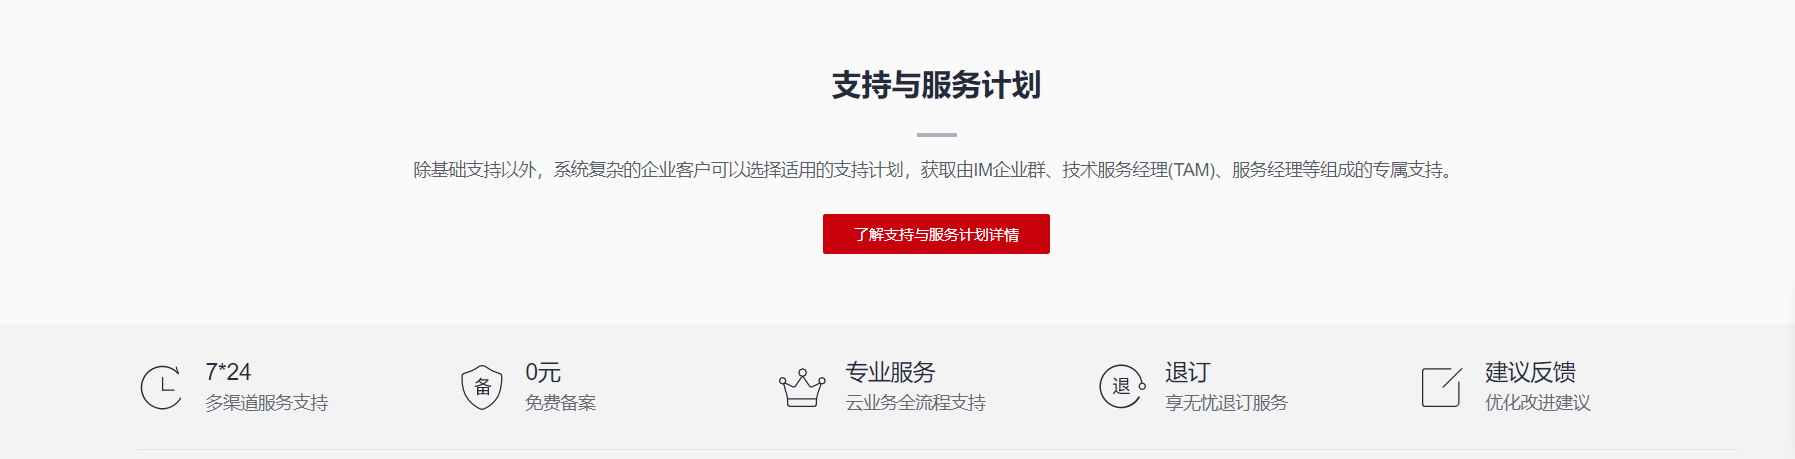 支持与服务计划
除基础支持以外，系统复杂的企业客户可以选择适用的支持计划，获取由IM企业群、技术服务经理(TAM)、服务经理等组成的专属支持。
了解支持与服务计划详情
7*24
多渠道服务支持
备
0元
免费备案
专业服务
云业务全流程支持
退
退订
享无忧退订服务
建议反馈
优化改进建议